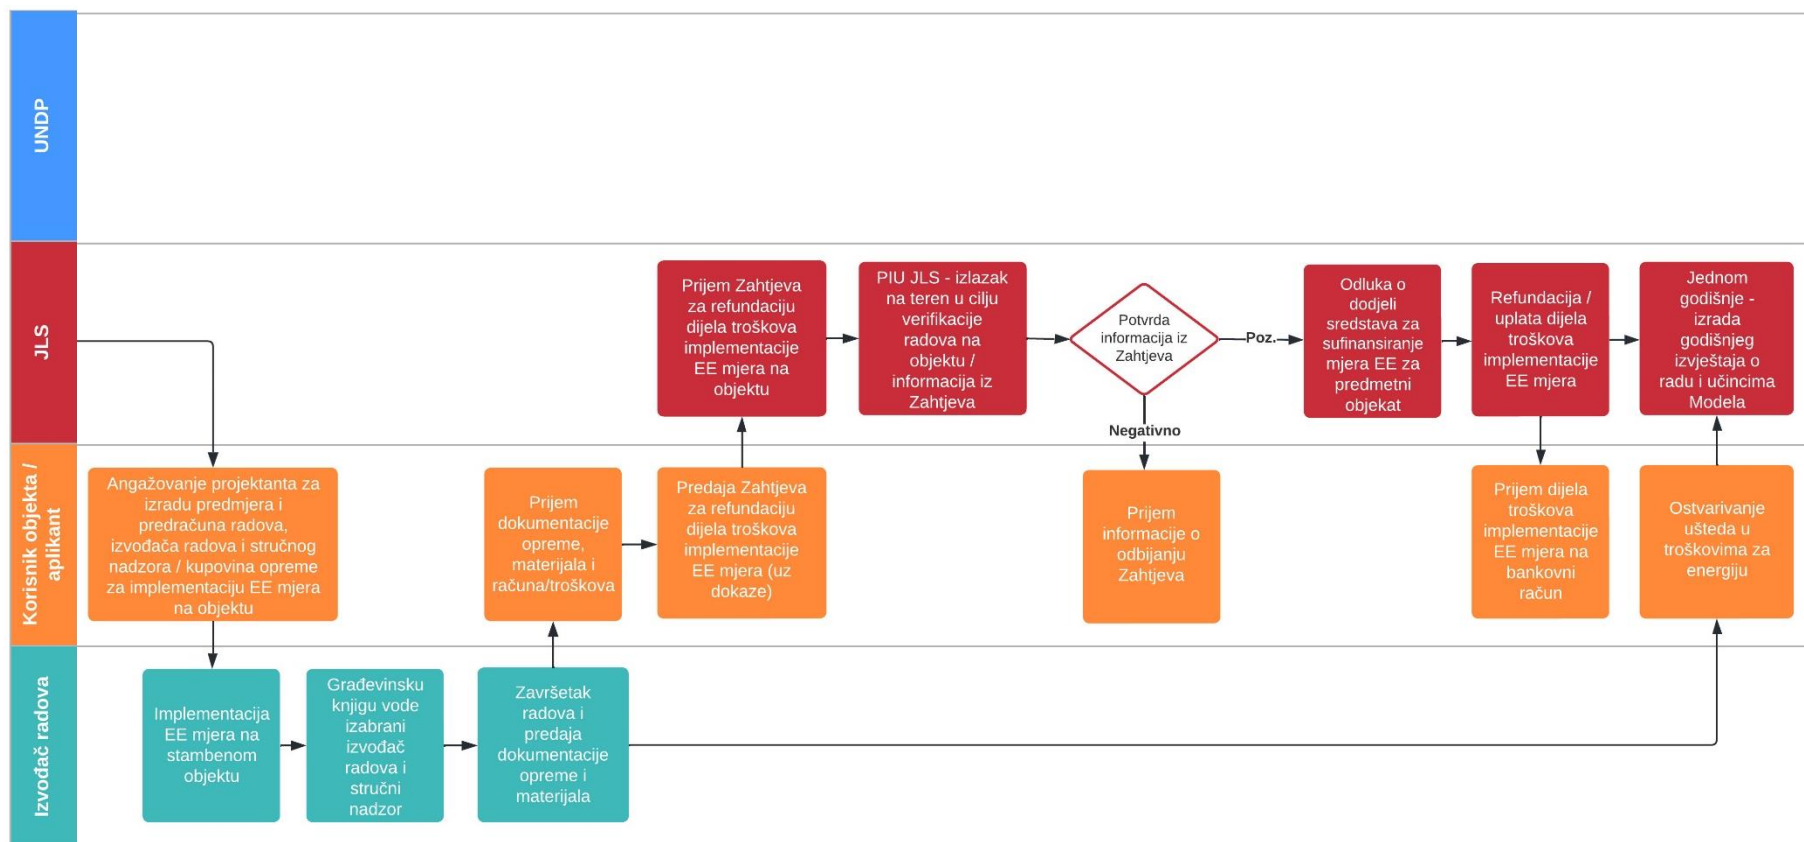 UNDP
JLS
Prijem Zahtjeva
za refundaciju
dijela troškova
implementacije
EE mjera na
objektu
PIU JLS - izlazak
na teren u cilju
verifikacije
radova na
objektu /
informacija iz
Zahtjeva
Potvrda
informacija iz
Zahtjeva
Poz.
Negativno
Odluka o
dodjeli
sredstava za
sufinansiranje
mjera EE za
predmetni
objekat
Refundacija /
uplata dijela
troškova
implementacije
EE mjera
Jednom
godišnje -
izrada
godišnjeg
izvještaja o
radu i učincima
Modela
Korisnik objekta /
aplikant
Angažovanje projektanta za
izradu predmjera i
predračuna radova,
izvođača radova i stručnog
nadzora / kupovina opreme
za implementaciju EE mjera
na objektu
Prijem
dokumentacije
opreme,
materijala i
računa/troškova
Predaja Zahtjeva
za refundaciju
dijela troškova
implementacije
EE mjera (uz
dokaze)
Prijem
informacije o
odbijanju
Zahtjeva
Prijem dijela
troškova
implementacije
EE mjera na
bankovni
račun
Ostvarivanje
ušteda u
troškovima za
energiju
Izvođač radova
Implementacija
EE mjera na
stambenom
objektu
Građevinsku
knjigu vode
izabrani
izvođač
radova i
stručni
nadzor
Završetak
radova i
predaja
dokumentacije
opreme i
materijala